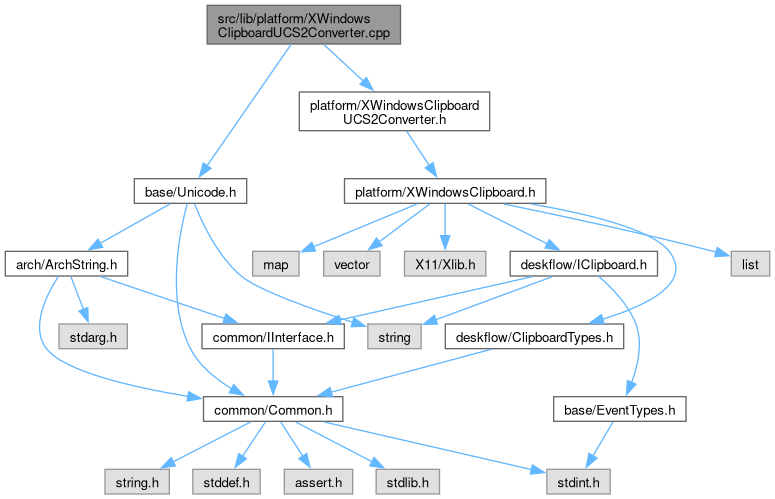 src/lib/platform/XWindows
ClipboardUCS2Converter.cpp
platform/XWindowsClipboard
UCS2Converter.h
base/Unicode.h
platform/XWindowsClipboard.h
arch/ArchString.h
map
vector
X11/Xlib.h
deskflow/IClipboard.h
list
stdarg.h
common/IInterface.h
string
deskflow/ClipboardTypes.h
common/Common.h
base/EventTypes.h
string.h
stddef.h
assert.h
stdlib.h
stdint.h